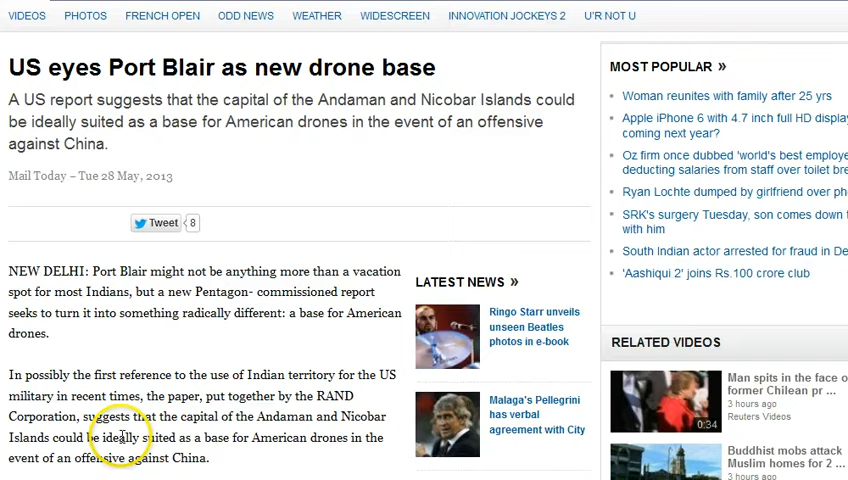 VIDEOS PHOTOS FRENCH OPEN ODD NEWS WEATHER WIDESCREEN INNOVATION JOCKEYS 2 U'R NOT U
US eyes Port Blair as new drone base
A US report suggests that the capital of the Andaman and Nicobar Islands could
be ideally suited as a base for American drones in the event of an offensive
against China.
Mail Today – Tue 28 May, 2013
Tweet 8
NEW DELHI: Port Blair might not be anything more than a vacation
spot for most Indians, but a new Pentagon- commissioned report
seeks to turn it into something radically different: a base for American
drones.
In possibly the first reference to the use of Indian territory for the US
military in recent times, the paper, put together by the RAND
Corporation, suggests that the capital of the Andaman and Nicobar
Islands could be ideally suited as a base for American drones in the
event of an offensive against China.
LATEST NEWS »
Ringo Starr unveils
unseen Beatles
photos in e-book
Malaga's Pellegrini
has verbal
agreement with City
MOST POPULAR »
Woman reunites with family after 25 yrs
Apple iPhone 6 with 4.7 inch full HD display
coming next year?
Oz firm once dubbed 'world's best employe
deducting salaries from staff over toilet bre
Ryan Lochte dumped by girlfriend over ph
SRK's surgery Tuesday, son comes down t
with him
South Indian actor arrested for fraud in De
'Aashiqui 2' joins Rs.100 crore club
RELATED VIDEOS
0:34
Man spits in the face o
former Chilean pr ...
3 hours ago
Reuters Videos
Buddhist mobs attack
Muslim homes for 2 ...
3 hours ago